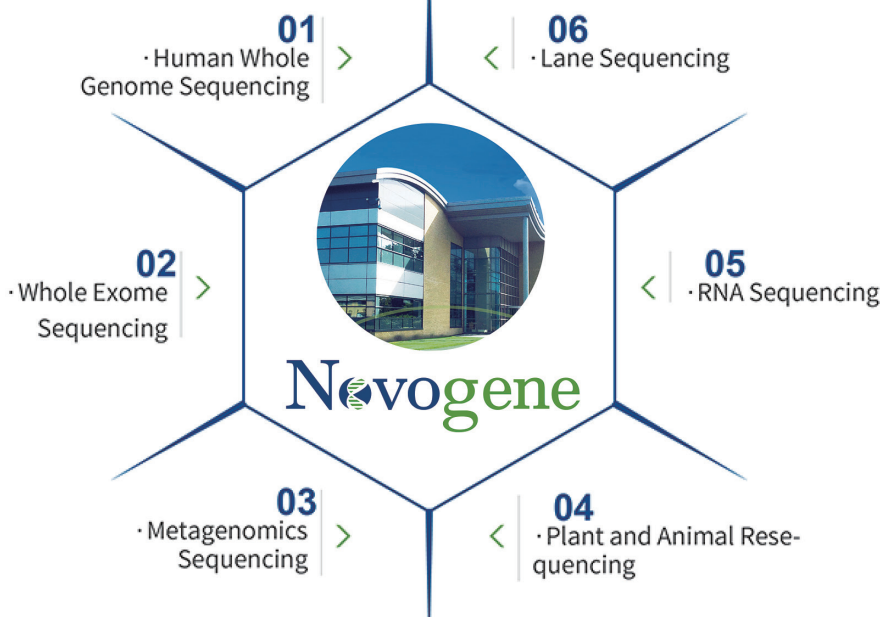 01
·Human Whole
Genome Sequencing
06
·Lane Sequencing
02
·Whole Exome
Sequencing
05
·RNA Sequencing
Novogene
03
·Metagenomics
Sequencing
04
·Plant and Animal Rese-
quencing